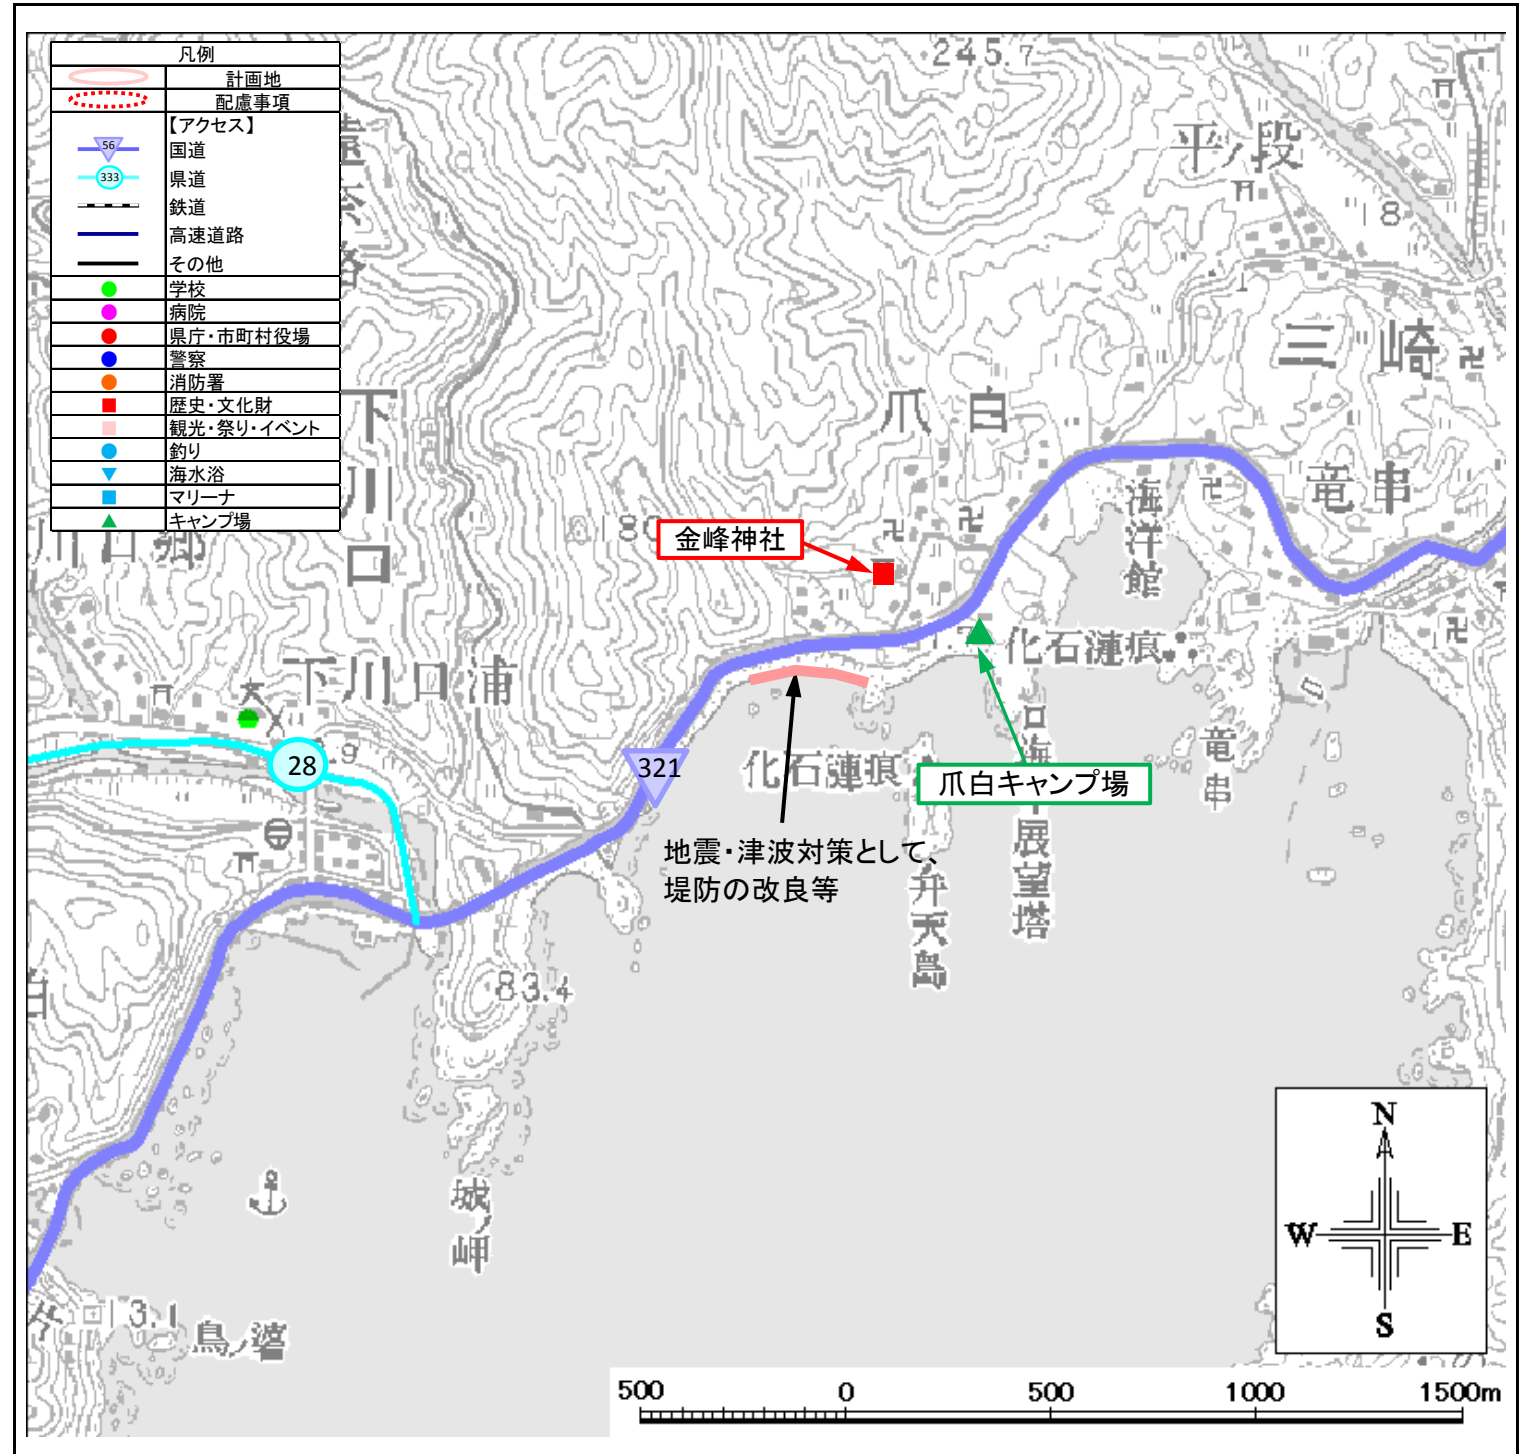 凡例
計画地
配慮事項
【アクセス】
56
国道
333
県道
鉄道
高速道路
その他
学校
病院
県庁・市町村役場
警察
消防署
歴史・文化財
観光・祭り・イベント
釣り
海水浴
マリーナ
キャンプ場
245.7
平ノ段
18
三崎
爪白
竜串
下川口
海洋館
金峰神社
化石漣痕
下川口浦
28
321
化石漣痕
竜串
爪白キャンプ場
展望塔
地震・津波対策として、
堤防の改良等
弁天島
83.4
城ノ岬
13.1
N
W
E
S
500
0
500
1000
1500m